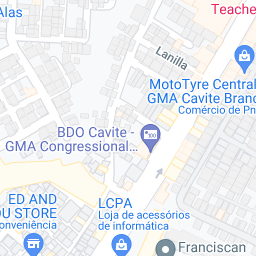 Teache
Alas
Lanilla
MotoTyre Central
GMA Cavite Branc
Comércio de Pn
BDO Cavite -
GMA Congressional...
ED AND
OU STORE
onveniência
LCPA
Loja de acessórios
de informática
Franciscan